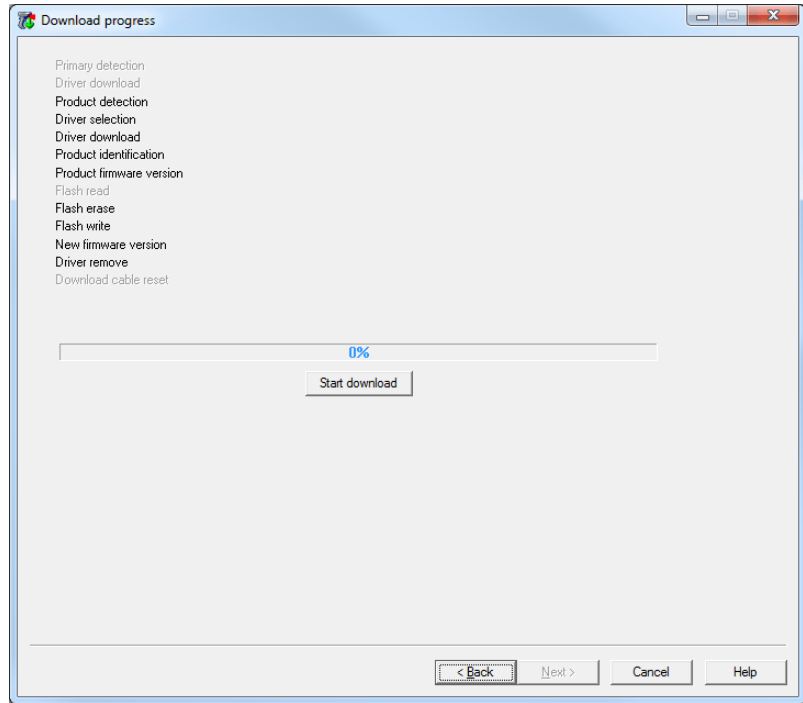 Download progress
Primary detection
Driver download
Product detection
Driver selection
Driver download
Product identification
Product firmware version
Flash read
Flash erase
Flash write
New firmware version
Driver remove
Download cable reset
0%
Start download
< Back Next > Cancel Help